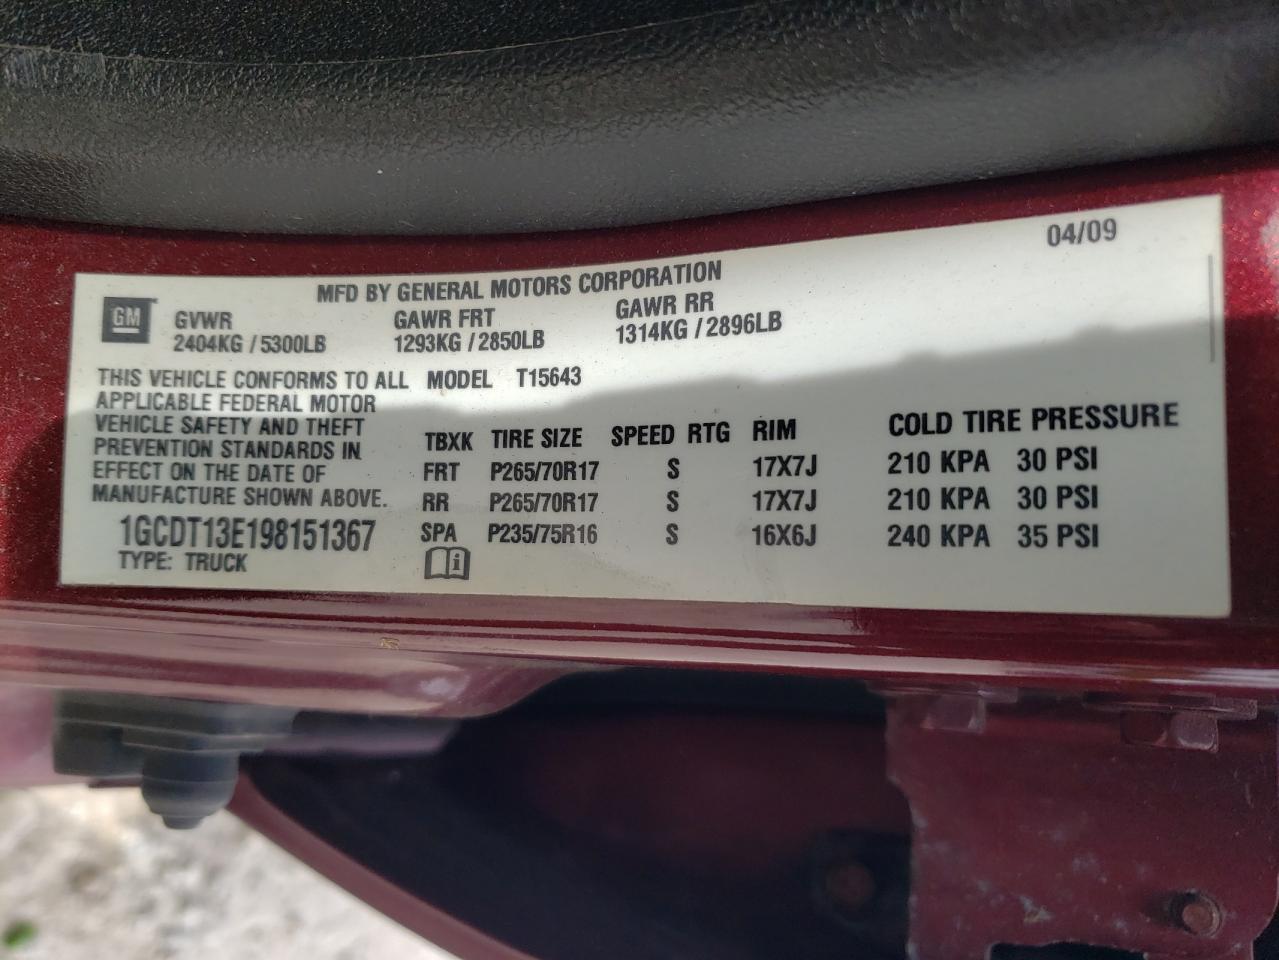 04/09
MFD BY GENERAL MOTORS CORPORATION
GM
GVWR GAWR FRT GAWR RR
2404KG / 5300LB 1293KG / 2850LB 1314KG / 2896LB
THIS VEHICLE CONFORMS TO ALL
APPLICABLE FEDERAL MOTOR
VEHICLE SAFETY AND THEFT
PREVENTION STANDARDS IN
EFFECT ON THE DATE OF
MANUFACTURE SHOWN ABOVE.
1GCDT13E198151367
TYPE: TRUCK
MODEL T15643
TBXK TIRE SIZE SPEED RTG RIM COLD TIRE PRESSURE
FRT P265/70R17 S 17X7J 210 KPA 30 PSI
RR P265/70R17 S 17X7J 210 KPA 30 PSI
SPA P235/75R16 S 16X6J 240 KPA 35 PSI
i